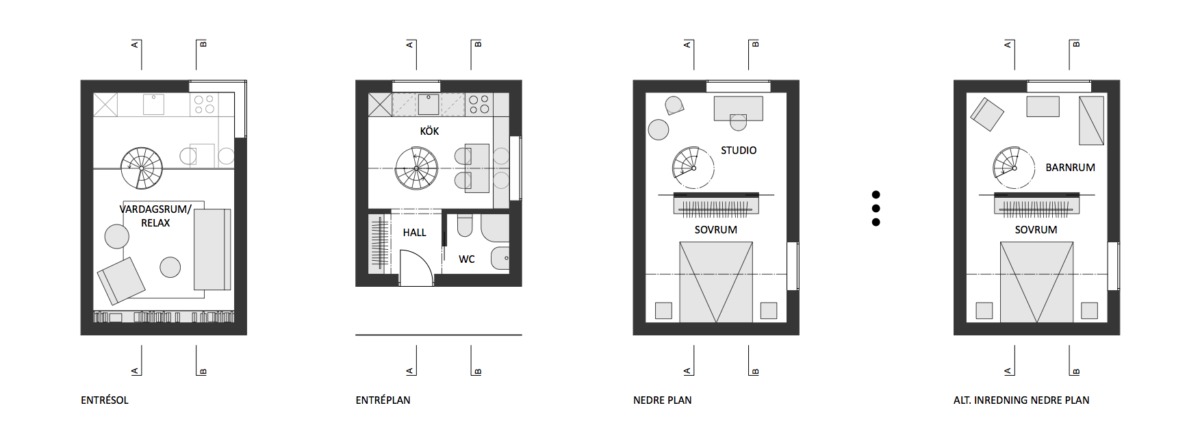 A B A B A B A B
KÖK
STUDIO
BARNRUM
VARDAGSRUM/
RELAX
HALL
WC
SOVRUM
SOVRUM
A B A B A B A B
ENTRÉSOL
ENTRÉPLAN
NEDRE PLAN
ALT. INREDNING NEDRE PLAN